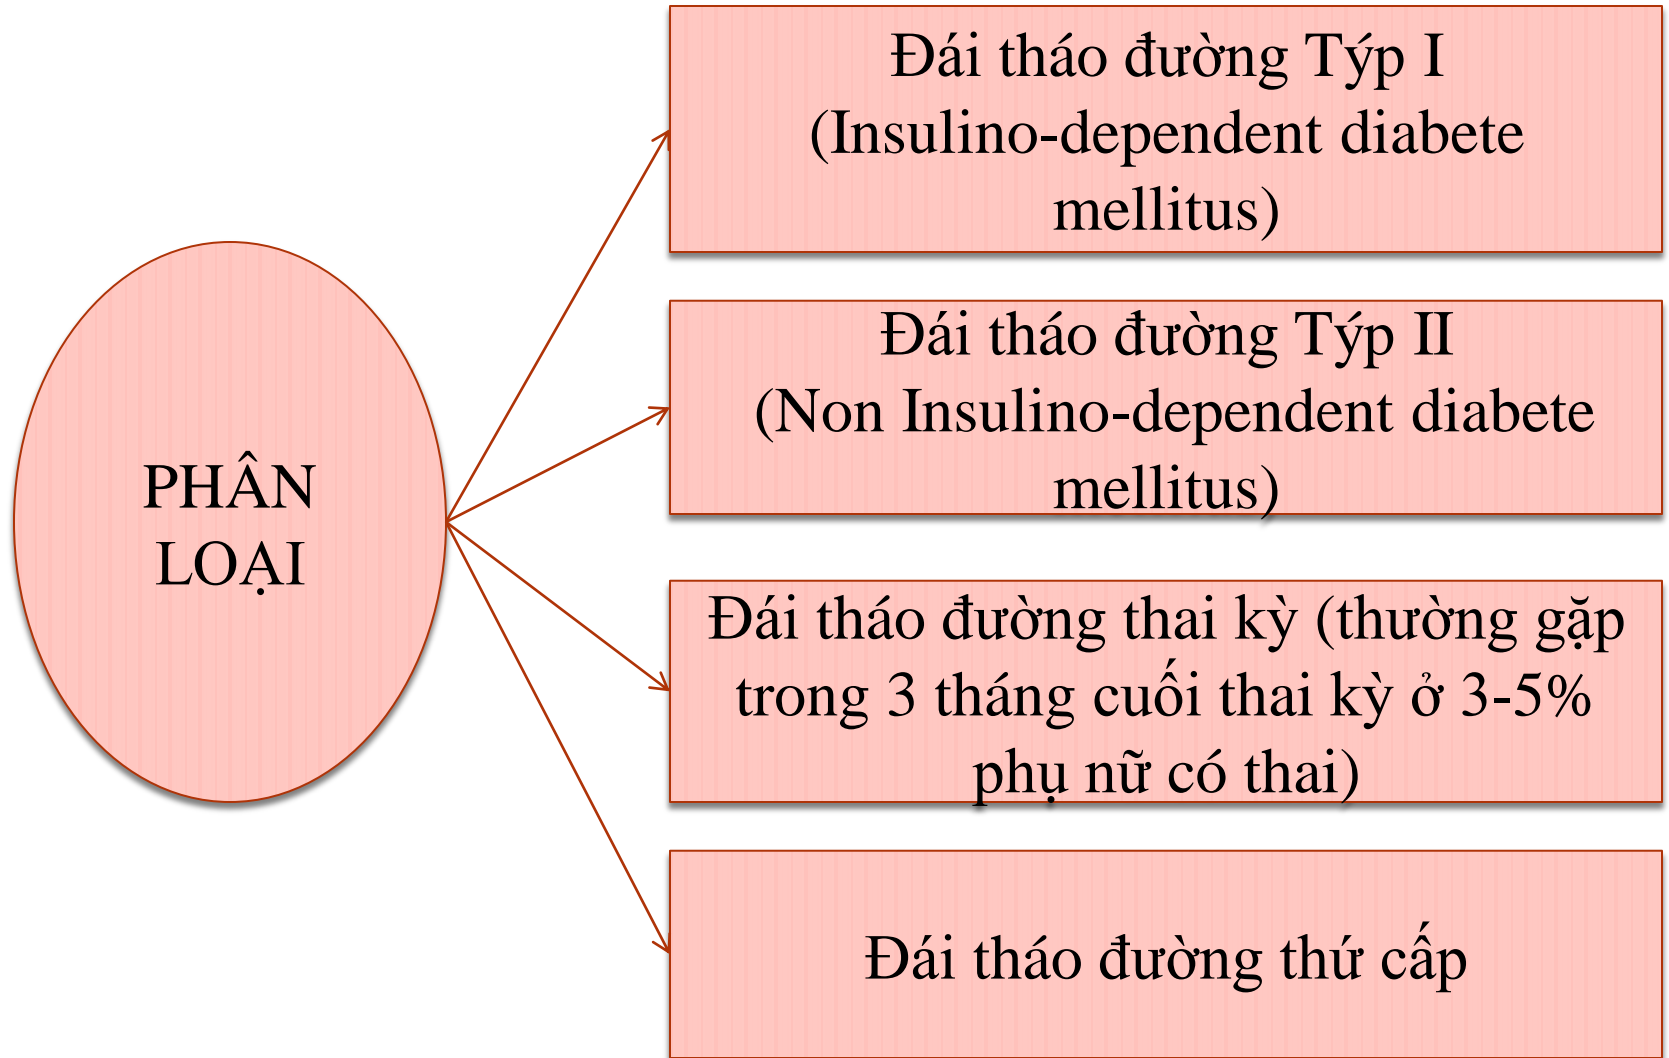 PHÂN
LOẠI
Đái tháo đường Týp I
(Insulino-dependent diabete
mellitus)
Đái tháo đường Týp II
(Non Insulino-dependent diabete
mellitus)
Đái tháo đường thai kỳ (thường gặp
trong 3 tháng cuối thai kỳ ở 3-5%
phụ nữ có thai)
Đái tháo đường thứ cấp